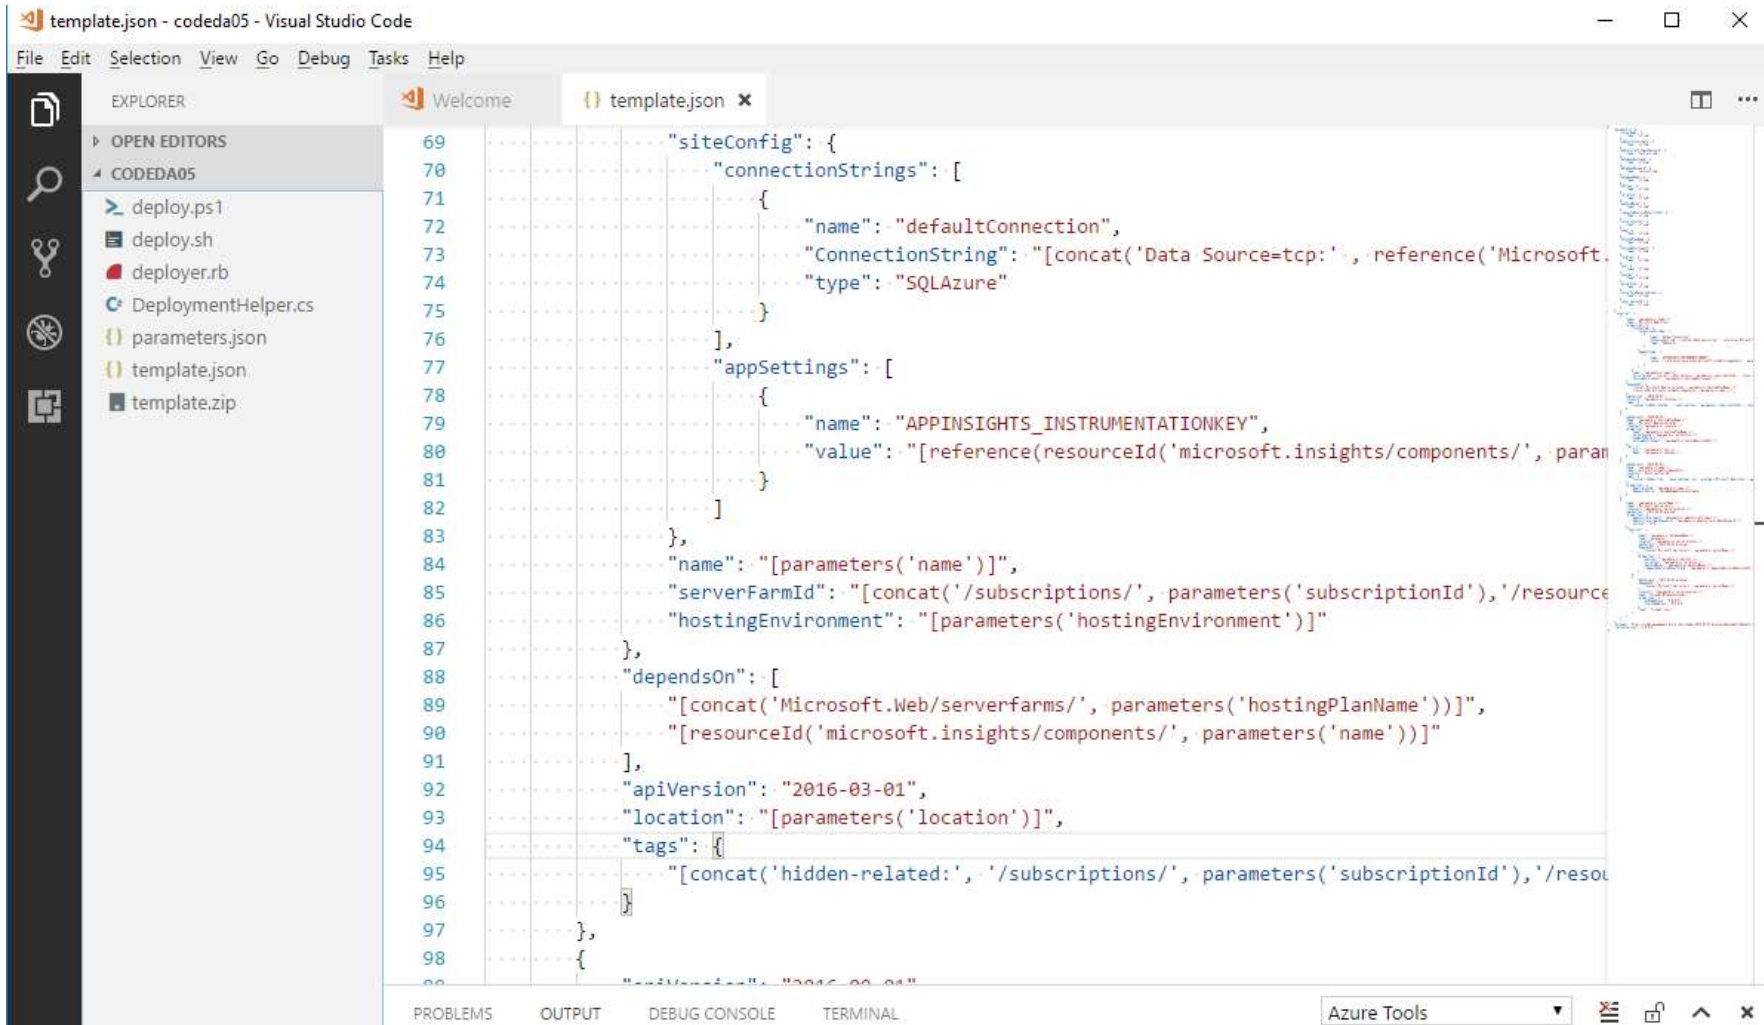 template.json - codeda05 - Visual Studio Code
File Edit Selection View Go Debug Tasks Help
EXPLORER
OPEN EDITORS
CODEDA05
deploy.ps1
deploy.sh
deployer.rb
DeploymentHelper.cs
parameters.json
template.json
template.zip
Welcome
{} template.json ×
69 "siteConfig": {
70 "connectionStrings": [
71 {
72 "name": "defaultConnection",
73 "ConnectionString": "[concat('Data Source=tcp:' , reference('Microsoft.
74 "type": "SQLAzure"
75 }
76 ],
77 "appSettings": [
78 {
79 "name": "APPINSIGHTS_INSTRUMENTATIONKEY",
80 "value": "[reference(resourceId('microsoft.insights/components/', param
81 }
82 ]
83 },
84 "name": "[parameters('name')]",
85 "serverFarmId": "[concat('/subscriptions/', parameters('subscriptionId'),'/resource
86 "hostingEnvironment": "[parameters('hostingEnvironment')]"
87 },
88 "dependsOn": [
89 "[concat('Microsoft.Web/serverfarms/', parameters('hostingPlanName'))]",
90 "[resourceId('microsoft.insights/components/', parameters('name'))]"
91 ],
92 "apiVersion": "2016-03-01",
93 "location": "[parameters('location')]",
94 "tags": {
95 "[concat('hidden-related:', '/subscriptions/', parameters('subscriptionId'),'/resou
96 }
97 },
98 {
PROBLEMS OUTPUT DEBUG CONSOLE TERMINAL Azure Tools